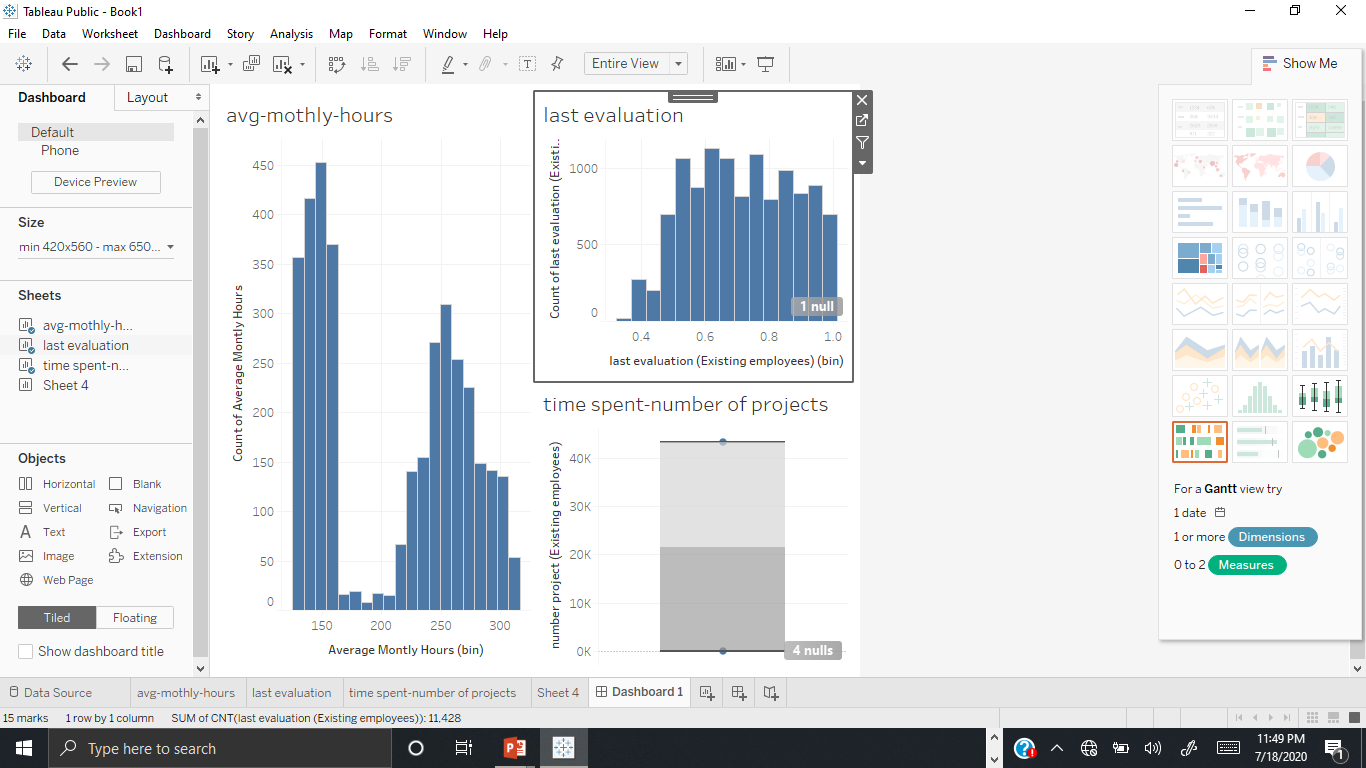 Tableau Public - Book1
File Data Worksheet Dashboard Story Analysis Map Format Window Help
Entire View
Show Me
Dashboard Layout
Default
Phone
Device Preview
Size
min 420x560 - max 650...
Sheets
avg-mothly-h...
last evaluation
time spent-n...
Sheet 4
Objects
Horizontal Blank
Vertical Navigation
Text Export
Image Extension
Web Page
Tiled Floating
Show dashboard title
avg-mothly-hours
Count of Average Montly Hours
450
400
350
300
250
200
150
100
50
0
150 200 250 300
Average Montly Hours (bin)
last evaluation
Count of last evaluation (Existi..
1000
500
0
1 null
0.4 0.6 0.8 1.0
last evaluation (Existing employees) (bin)
time spent-number of projects
number project (Existing employees)
40K
30K
20K
10K
0K
4 nulls
For a Gantt view try
1 date
1 or more Dimensions
0 to 2 Measures
Data Source avg-mothly-hours last evaluation time spent-number of projects Sheet 4 Dashboard 1
15 marks 1 row by 1 column SUM of CNT(last evaluation (Existing employees)): 11,428
Type here to search
11:49 PM
7/18/2020
1